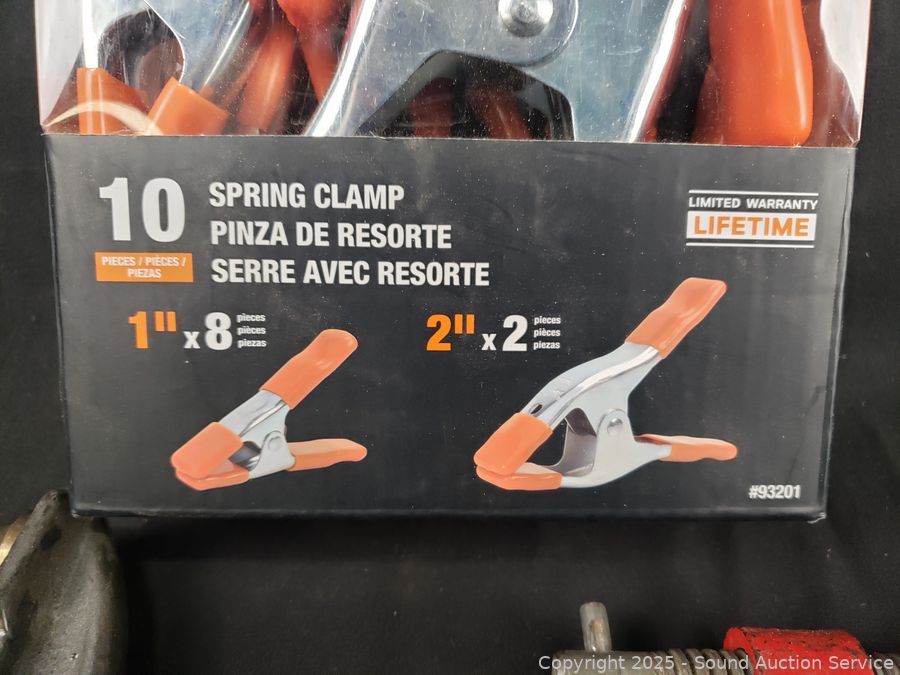 10
PIECES / PIÈCES /
PIEZAS
SPRING CLAMP
PINZA DE RESORTE
SERRE AVEC RESORTE
LIMITED WARRANTY
LIFETIME
1" x 8 pieces
pièces
piezas
2" x 2 pieces
pièces
piezas
#93201
Copyright 2025 - Sound Auction Service